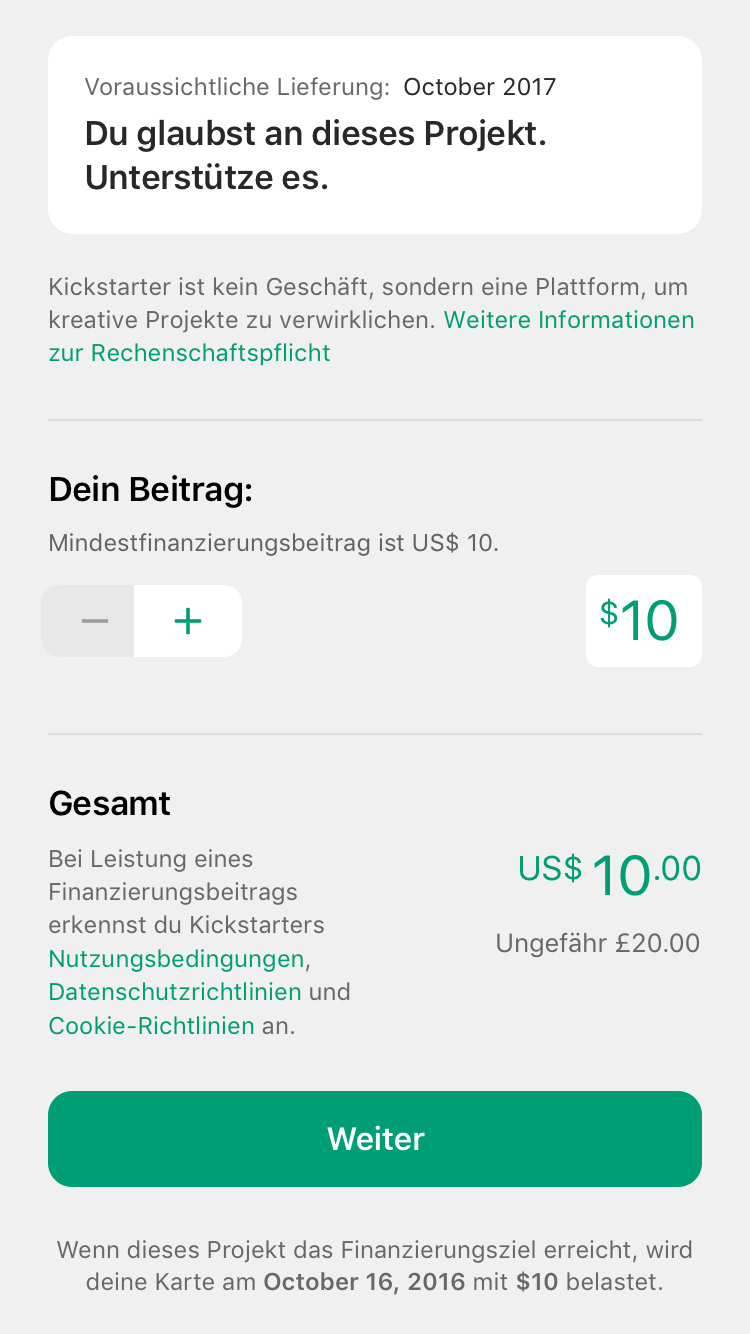 Voraussichtliche Lieferung: October 2017
Du glaubst an dieses Projekt.
Unterstütze es.
Kickstarter ist kein Geschäft, sondern eine Plattform, um
kreative Projekte zu verwirklichen. Weitere Informationen
zur Rechenschaftspflicht
Dein Beitrag:
Mindestfinanzierungsbeitrag ist US$ 10.
− +
$10
Gesamt
Bei Leistung eines
Finanzierungsbeitrags
erkennst du Kickstarters
Nutzungsbedingungen,
Datenschutzrichtlinien und
Cookie-Richtlinien an.
US$ 10.00
Ungefähr £20.00
Weiter
Wenn dieses Projekt das Finanzierungsziel erreicht, wird
deine Karte am October 16, 2016 mit $10 belastet.